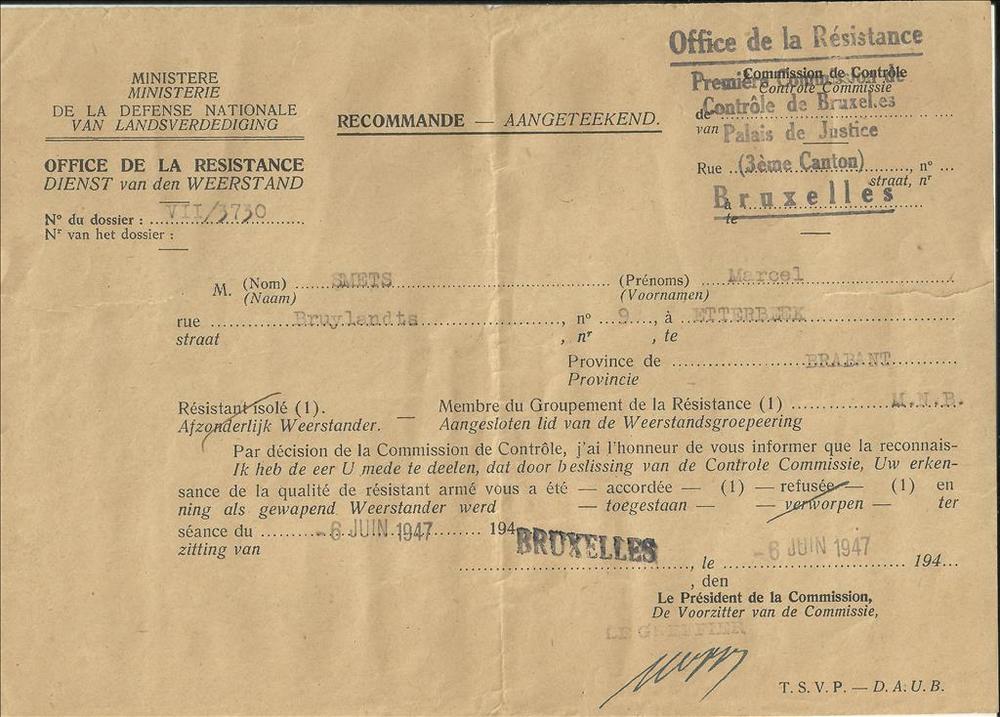 Office de la Résistance
MINISTERE
MINISTERIE
DE LA DEFENSE NATIONALE
VAN LANDSVERDEDIGING
Commission de Contrôle
Controle Commissie
Première Commission de
Contrôle de Bruxelles
de
van Palais de Justice
RECOMMANDE — AANGETEEKEND.
OFFICE DE LA RESISTANCE
DIENST van den WEERSTAND
Rue (3ème Canton), n° ...
straat, nr
Bruxelles
à
te
N° du dossier : VII/3730
Nr van het dossier :
M. (Nom) SMETS (Prénoms) Marcel
(Naam) (Voornamen)
rue Bruylandts, n° 9, à ETTERBEEK
straat , nr , te
Province de BRABANT
Provincie
Résistant isolé (1). — Membre du Groupement de la Résistance (1) M.N.B.
Afzonderlijk Weerstander. Aangesloten lid van de Weerstandsgroepeering
Par décision de la Commission de Contrôle, j'ai l'honneur de vous informer que la reconnais-
Ik heb de eer U mede te deelen, dat door beslissing van de Controle Commissie, Uw erken-
sance de la qualité de résistant armé vous a été — accordée — (1) — refusée — (1) en
ning als gewapend Weerstander werd — toegestaan — — verworpen — ter
séance du - 6 JUIN 1947 194
zitting van
BRUXELLES, le - 6 JUIN 1947 194...
, den
Le Président de la Commission,
De Voorzitter van de Commissie,
LE GREFFIER
T. S. V. P. — D. A. U. B.